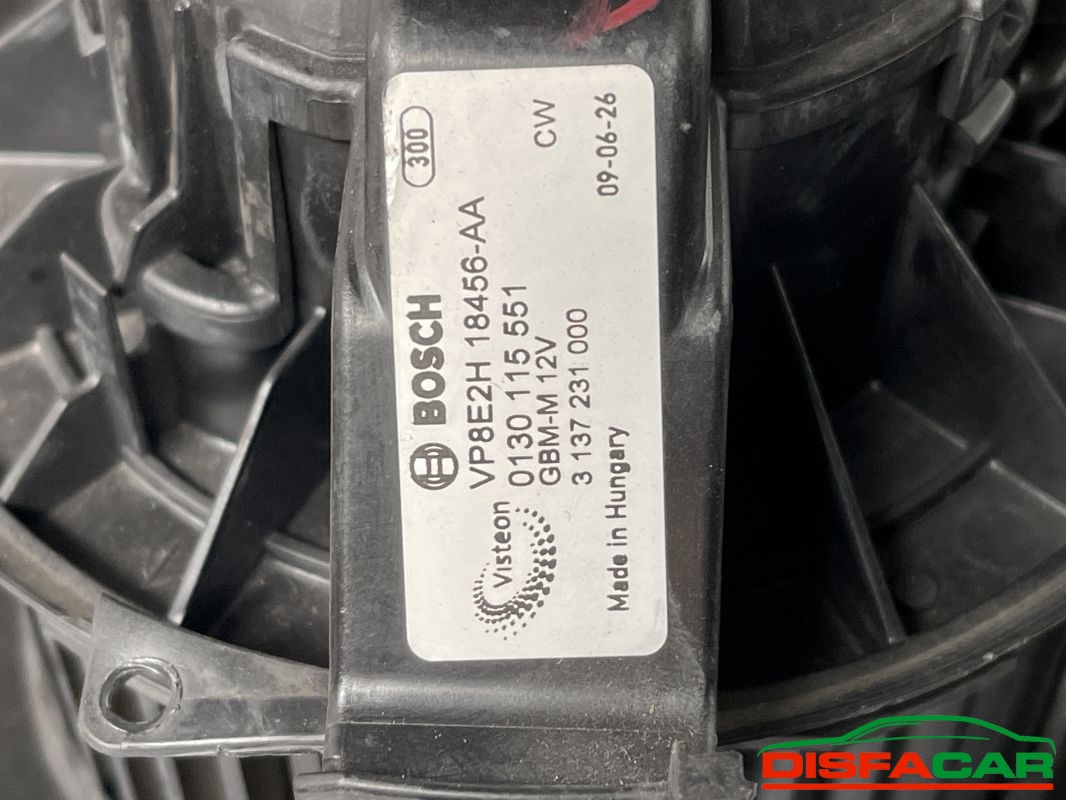 BOSCH
VP8E2H 18456-AA
0130 115 551
GBM-M 12V
3 137 231 000
Made in Hungary
Visteon
300
CW
09-06-26
DISFACAR